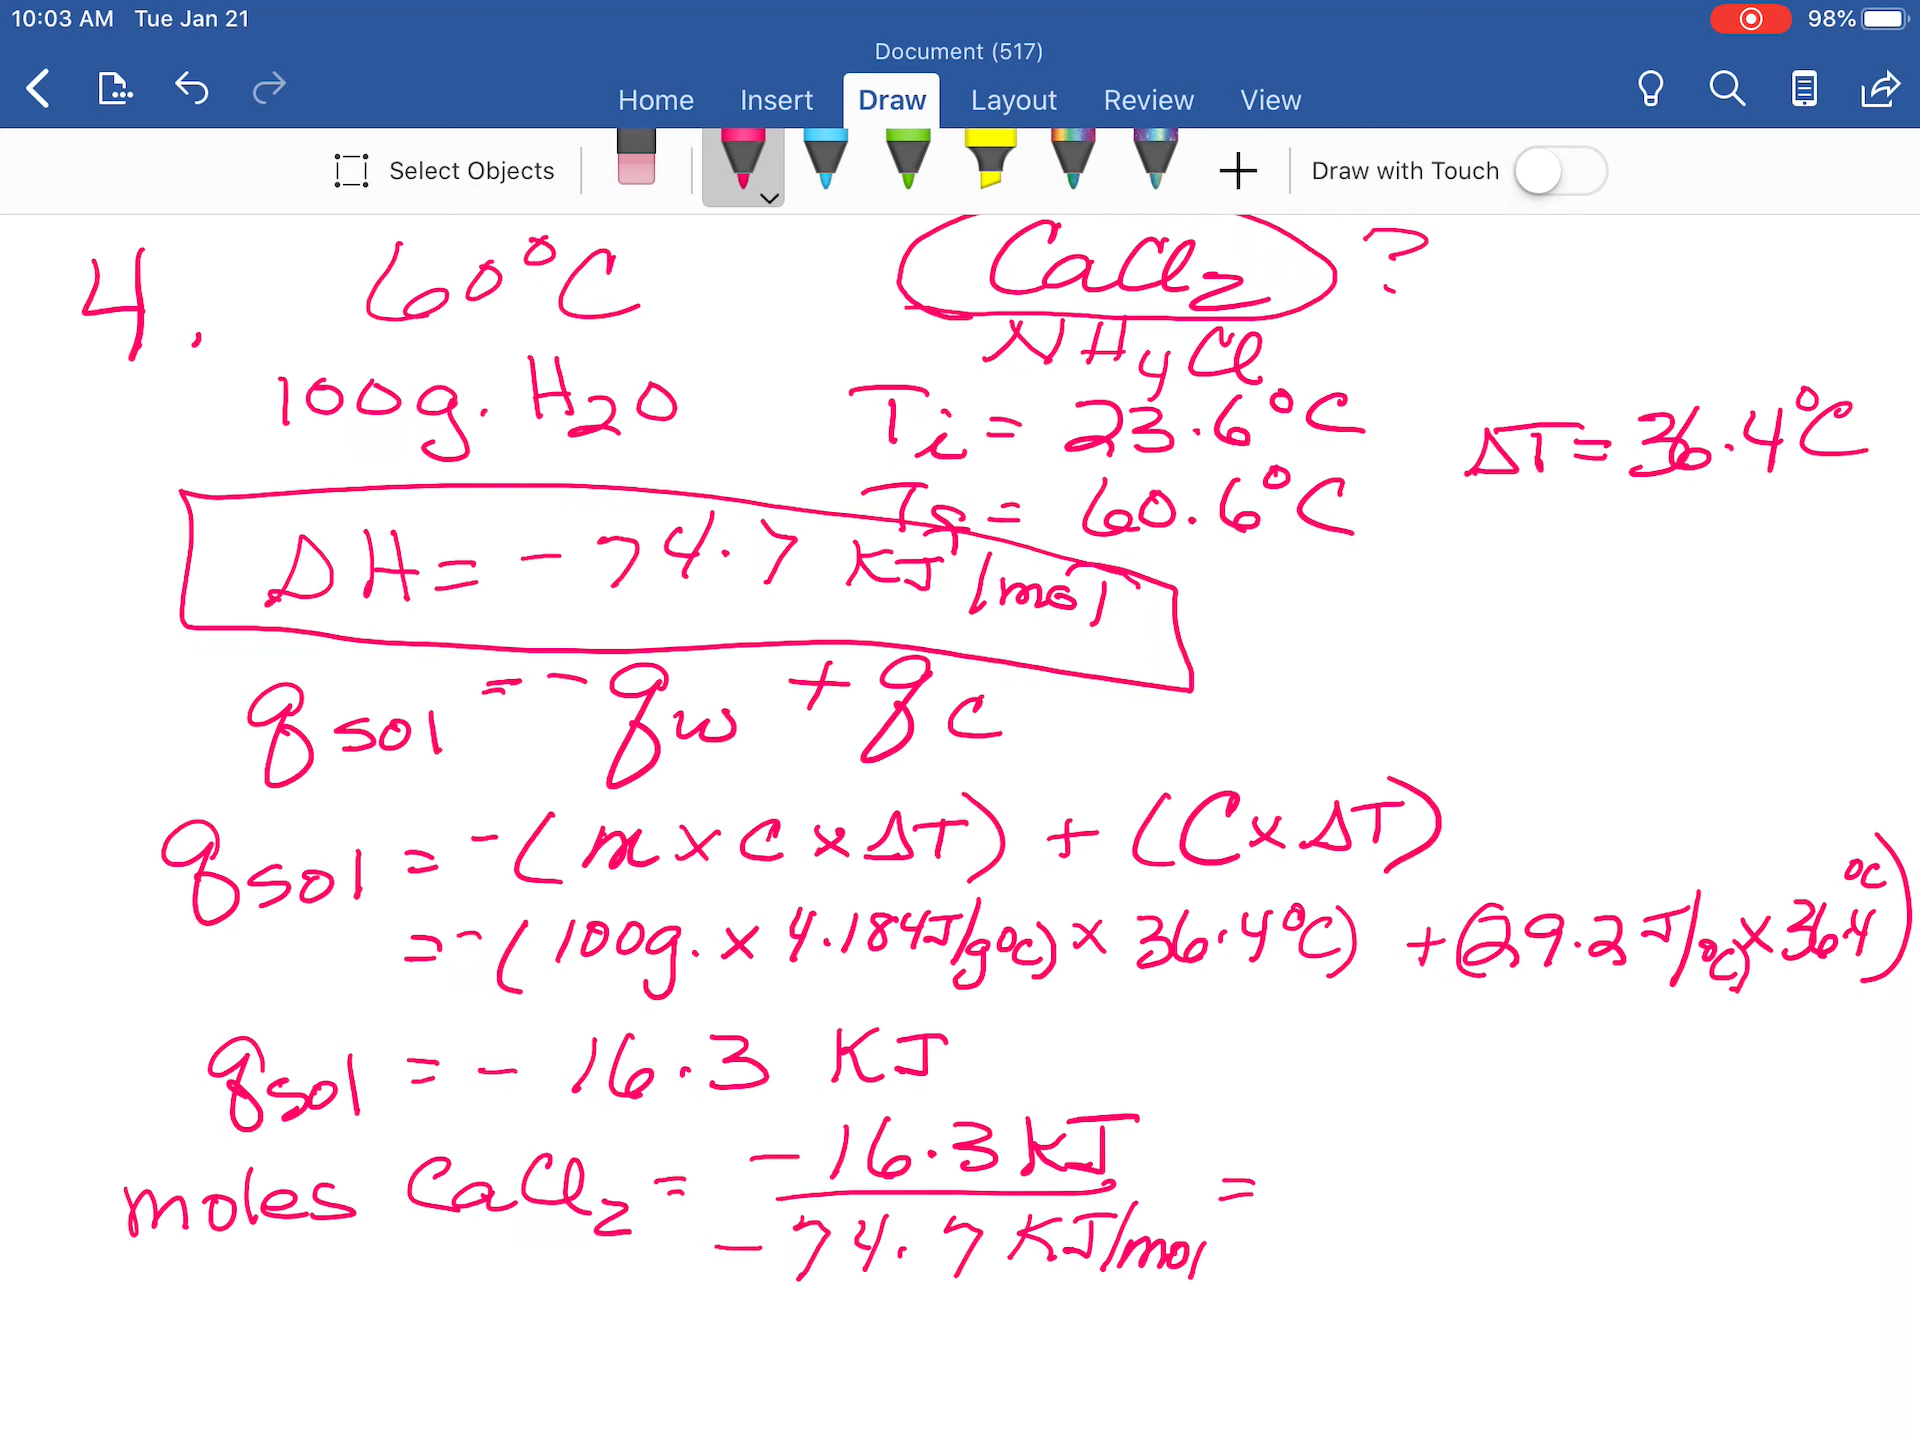 10:03 AM Tue Jan 21 98%
Document (517)
Home Insert Draw Layout Review View
Select Objects Draw with Touch
4. 60°C CaCl₂ ?
NH₄Cl
100g. H₂O Ti = 23.6°C ΔT = 36.4°C
Tf = 60.6°C
ΔH = - 74.7 KJ/mol
qsol = - qw + qc
qsol = -(m x c x ΔT) + (C x ΔT)
= -(100g. x 4.184J/g°C) x 36.4°C) + (29.2 J/°C) x 36.4°C)
qsol = - 16.3 KJ
moles CaCl₂ = - 16.3 KJ / - 74.7 KJ/mol =